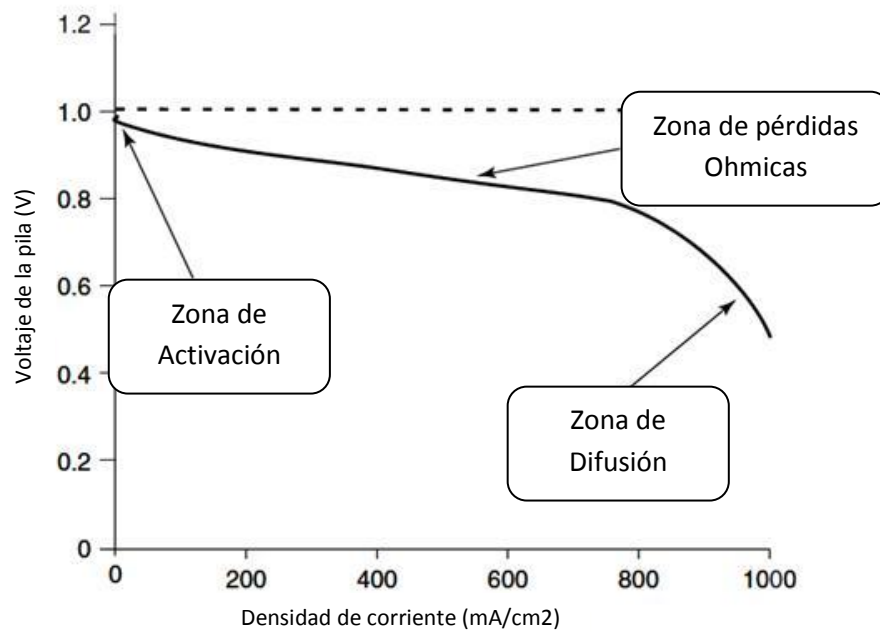 1.2
1.0
0.8
0.6
0.4
0.2
0
Voltaje de la pila (V)
Zona de pérdidas
Ohmicas
Zona de
Activación
Zona de
Difusión
0
200
400
600
800
1000
Densidad de corriente (mA/cm2)